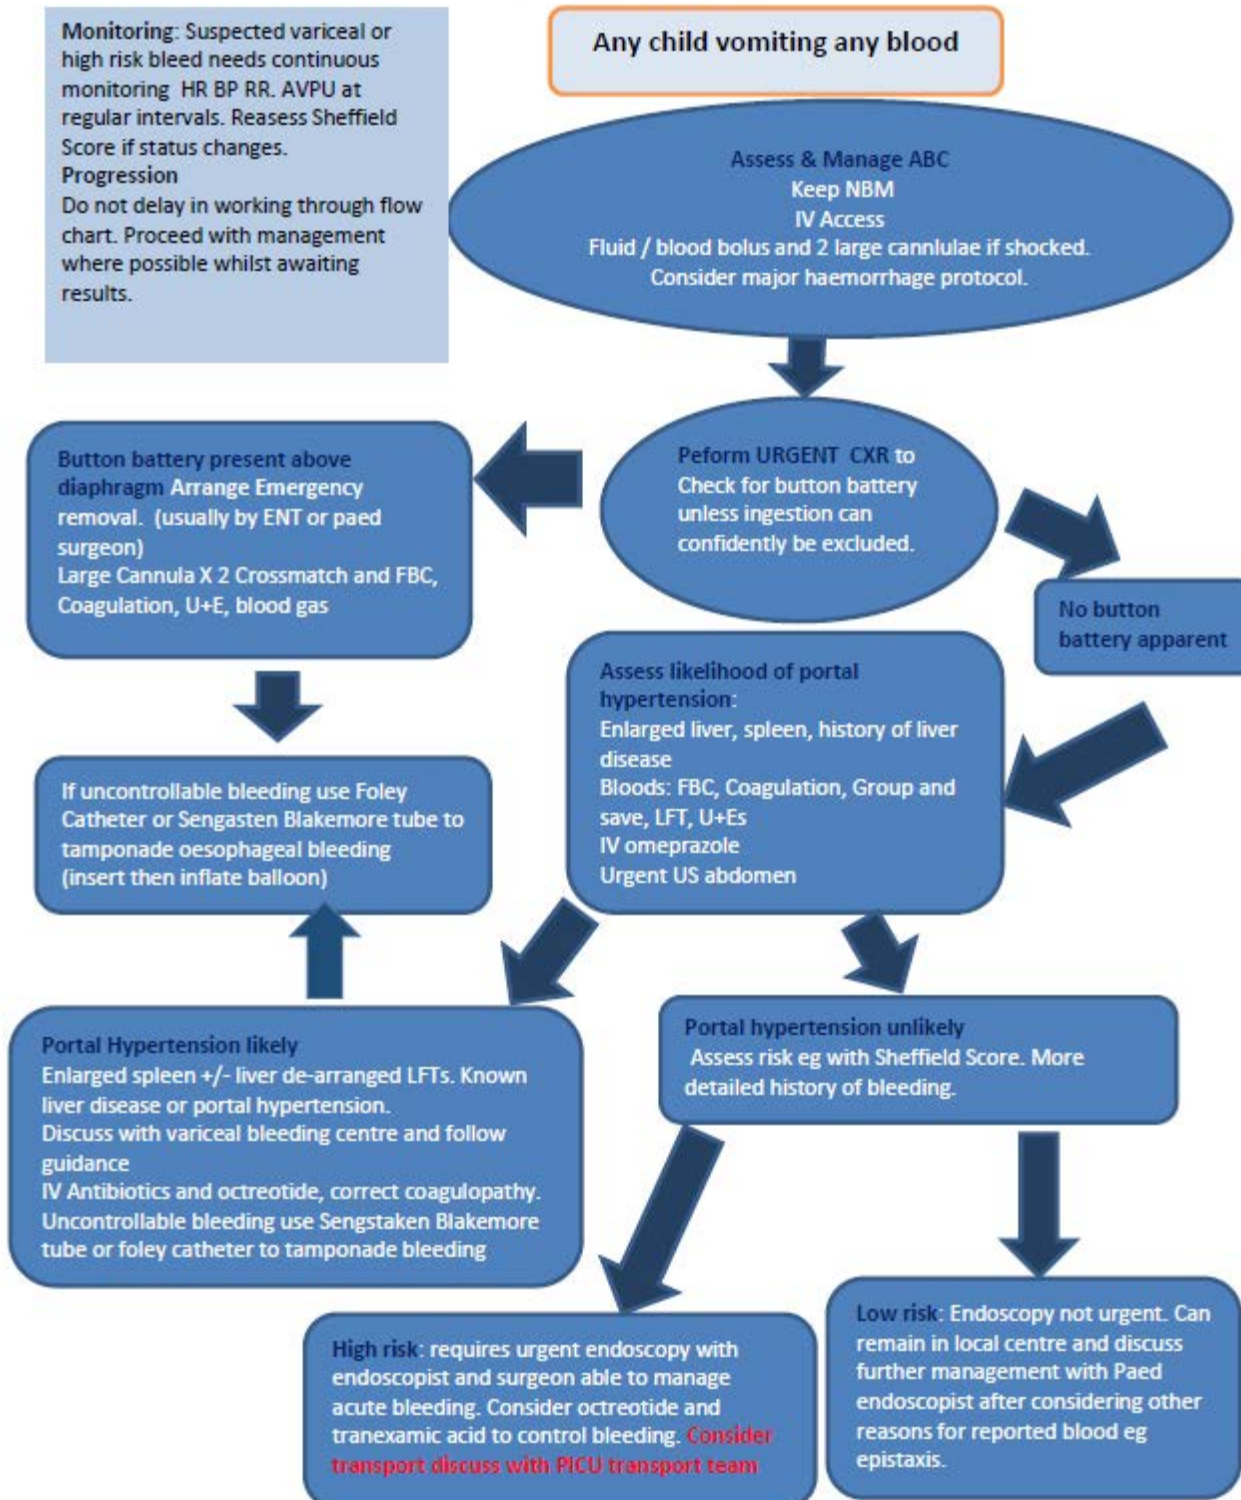 Monitoring: Suspected variceal or
high risk bleed needs continuous
monitoring HR BP RR. AVPU at
regular intervals. Reasess Sheffield
Score if status changes.
Progression
Do not delay in working through flow
chart. Proceed with management
where possible whilst awaiting
results.
Any child vomiting any blood
Assess & Manage ABC
Keep NBM
IV Access
Fluid / blood bolus and 2 large cannlulae if shocked.
Consider major haemorrhage protocol.
Peform URGENT CXR to
Check for button battery
unless ingestion can
confidently be excluded.
Button battery present above
diaphragm Arrange Emergency
removal. (usually by ENT or paed
surgeon)
Large Cannula X 2 Crossmatch and FBC,
Coagulation, U+E, blood gas
No button
battery apparent
Assess likelihood of portal
hypertension:
Enlarged liver, spleen, history of liver
disease
Bloods: FBC, Coagulation, Group and
save, LFT, U+Es
IV omeprazole
Urgent US abdomen
If uncontrollable bleeding use Foley
Catheter or Sengasten Blakemore tube to
tamponade oesophageal bleeding
(insert then inflate balloon)
Portal Hypertension likely
Enlarged spleen +/- liver de-arranged LFTs. Known
liver disease or portal hypertension.
Discuss with variceal bleeding centre and follow
guidance
IV Antibiotics and octreotide, correct coagulopathy.
Uncontrollable bleeding use Sengstaken Blakemore
tube or foley catheter to tamponade bleeding
Portal hypertension unlikely
Assess risk eg with Sheffield Score. More
detailed history of bleeding.
High risk: requires urgent endoscopy with
endoscopist and surgeon able to manage
acute bleeding. Consider octreotide and
tranexamic acid to control bleeding. Consider
transport discuss with PICU transport team
Low risk: Endoscopy not urgent. Can
remain in local centre and discuss
further management with Paed
endoscopist after considering other
reasons for reported blood eg
epistaxis.